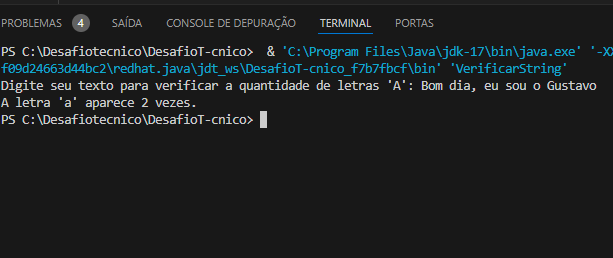 PROBLEMAS 4 SAÍDA CONSOLE DE DEPURAÇÃO TERMINAL PORTAS
PS C:\Desafiotecnico\DesafioT-cnico> & 'C:\Program Files\Java\jdk-17\bin\java.exe' '-XX
f09d24663d44bc2\redhat.java\jdt_ws\DesafioT-cnico_f7b7fbcf\bin' 'VerificarString'
Digite seu texto para verificar a quantidade de letras 'A': Bom dia, eu sou o Gustavo
A letra 'a' aparece 2 vezes.
PS C:\Desafiotecnico\DesafioT-cnico>